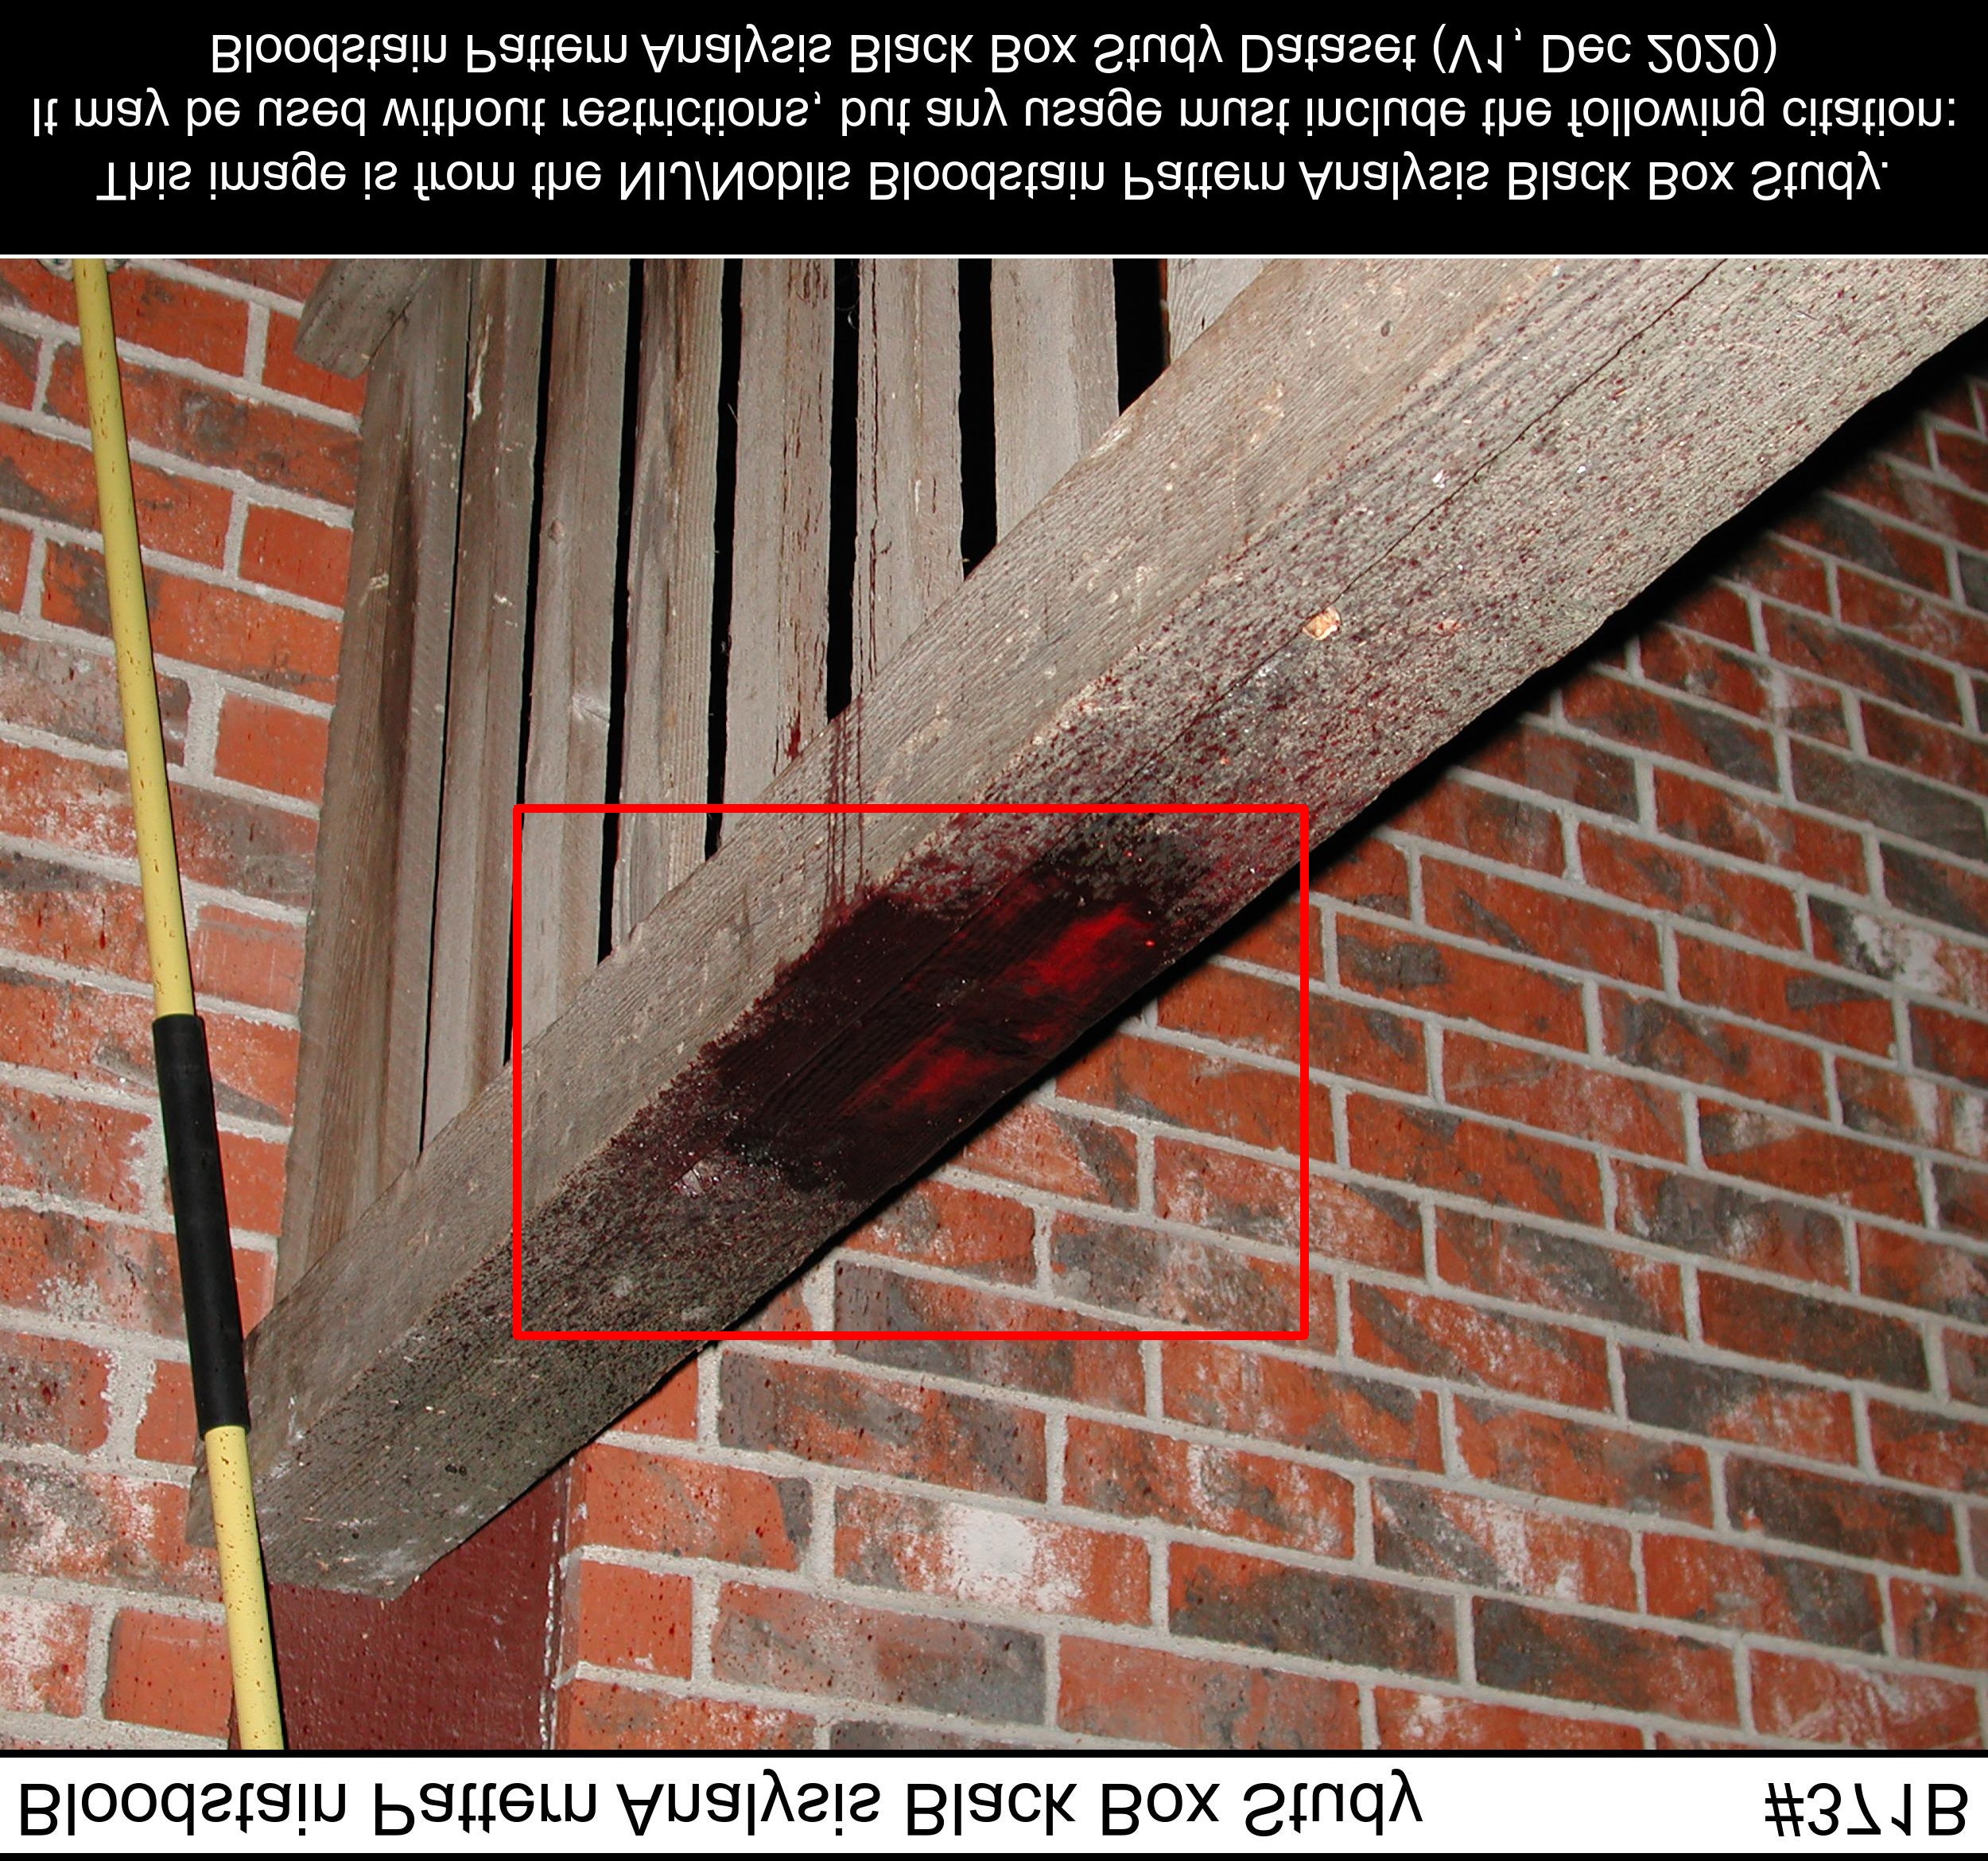 Bloodstain Pattern Analysis Black Box Study #371B
This image is from the NIJ/Noblis Bloodstain Pattern Analysis Black Box Study.
It may be used without restrictions, but any usage must include the following citation:
Bloodstain Pattern Analysis Black Box Study Dataset (V1, Dec 2020)